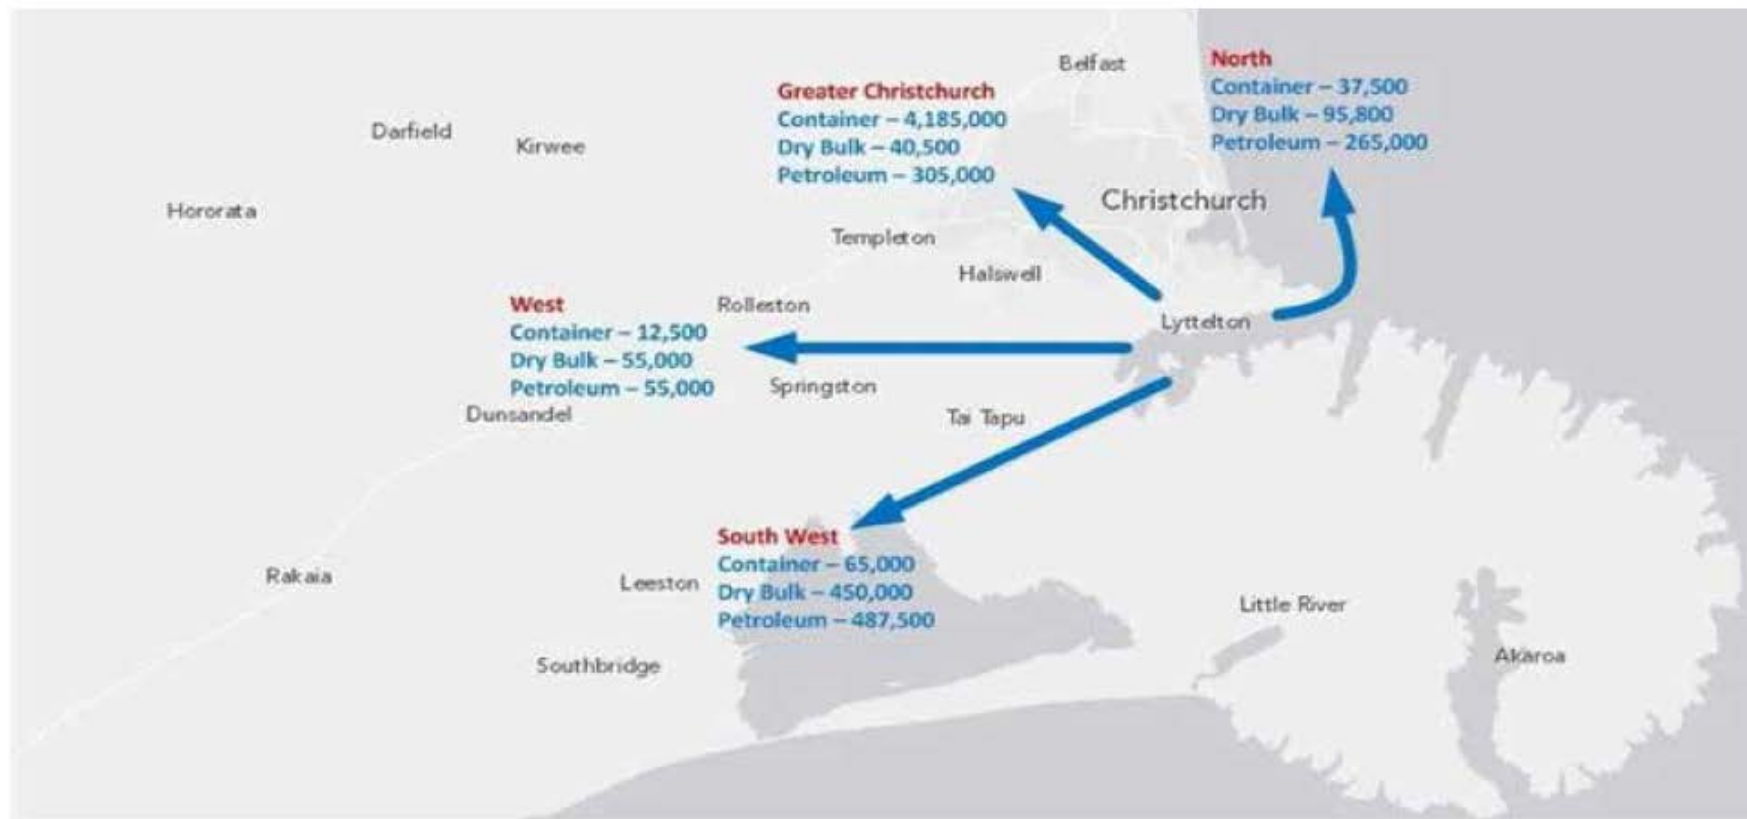 Belfast
North
Container – 37,500
Dry Bulk – 95,800
Petroleum – 265,000
Greater Christchurch
Container – 4,185,000
Dry Bulk – 40,500
Petroleum – 305,000
Darfield
Kirwee
Hororata
Christchurch
Templeton
Halswell
West
Container – 12,500
Dry Bulk – 55,000
Petroleum – 55,000
Rolleston
Lyttelton
Springston
Dunsandel
Tai Tapu
South West
Container – 65,000
Dry Bulk – 450,000
Petroleum – 487,500
Rakaia
Leeston
Little River
Southbridge
Akaroa